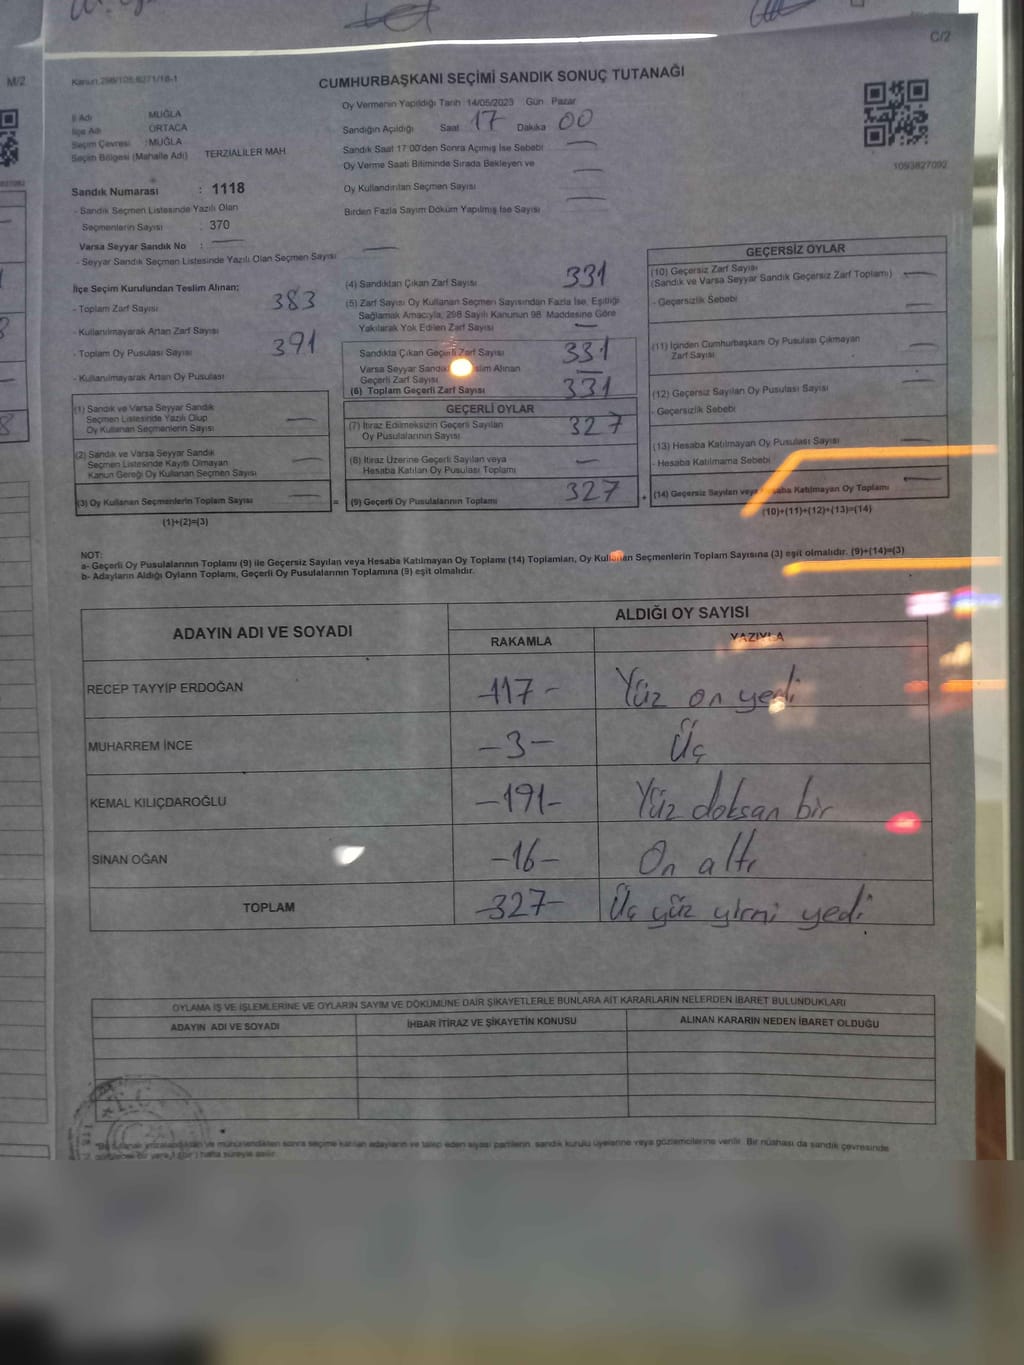 C/2
M/2
Kanun:298/105,6271/18-1
CUMHURBAŞKANI SEÇİMİ SANDIK SONUÇ TUTANAĞI
İl Adı MUĞLA
İlçe Adı ORTACA
Seçim Çevresi :MUĞLA
Seçim Bölgesi (Mahalle Adı) TERZİALİLER MAH.
Oy Vermenin Yapıldığı Tarih 14/05/2023 Gün Pazar
Sandığın Açıldığı Saat 17 Dakika 00
Sandık Saat 17:00'den Sonra Açımış İse Sebebi
Oy Verme Saati Bitiminde Sırada Bekleyen ve
Oy Kullandırılan Seçmen Sayısı
Birden Fazla Sayım Döküm Yapılmış İse Sayısı
1093827092
Sandık Numarası : 1118
- Sandık Seçmen Listesinde Yazılı Olan
Seçmenlerin Sayısı : 370
Varsa Seyyar Sandık No :
- Seyyar Sandık Seçmen Listesinde Yazılı Olan Seçmen Sayısı
İlçe Seçim Kurulundan Teslim Alınan;
- Toplam Zarf Sayısı 383
- Kullanılmayarak Artan Zarf Sayısı
- Toplam Oy Pusulası Sayısı 391
- Kullanılmayarak Artan Oy Pusulası
(1) Sandık ve Varsa Seyyar Sandık
Seçmen Listesinde Yazılı Olup
Oy Kullanan Seçmenlerin Sayısı
(2) Sandık ve Varsa Seyyar Sandık
Seçmen Listesinde Kayıtlı Olmayan
Kanun Gereği Oy Kullanan Seçmen Sayısı
(3) Oy Kullanan Seçmenlerin Toplam Sayısı
(1)+(2)=(3)
=
(4) Sandıktan Çıkan Zarf Sayısı 331
(5) Zarf Sayısı Oy Kullanan Seçmen Sayısından Fazla İse, Eşitliği
Sağlamak Amacıyla, 298 Sayılı Kanunun 98. Maddesine Göre
Yakılarak Yok Edilen Zarf Sayısı
Sandıkta Çıkan Geçerli Zarf Sayısı 331
Varsa Seyyar Sandık Teslim Alınan
Geçerli Zarf Sayısı
(6) Toplam Geçerli Zarf Sayısı 331
GEÇERLİ OYLAR
(7) İtiraz Edilmeksizin Geçerli Sayılan
Oy Pusulalarının Sayısı 327
(8) İtiraz Üzerine Geçerli Sayılan veya
Hesaba Katılan Oy Pusulası Toplamı
(9) Geçerli Oy Pusulalarının Toplamı 327
+
GEÇERSİZ OYLAR
(10) Geçersiz Zarf Sayısı
(Sandık ve Varsa Seyyar Sandık Geçersiz Zarf Toplamı)
- Geçersizlik Sebebi
(11) İçinden Cumhurbaşkanı Oy Pusulası Çıkmayan
Zarf Sayısı
(12) Geçersiz Sayılan Oy Pusulası Sayısı
- Geçersizlik Sebebi
(13) Hesaba Katılmayan Oy Pusulası Sayısı
- Hesaba Katılmama Sebebi
(14) Geçersiz Sayılan veya Hesaba Katılmayan Oy Toplamı
(10)+(11)+(12)+(13)=(14)
NOT:
a- Geçerli Oy Pusulalarının Toplamı (9) ile Geçersiz Sayılan veya Hesaba Katılmayan Oy Toplamı (14) Toplamları, Oy Kullanan Seçmenlerin Toplam Sayısına (3) eşit olmalıdır. (9)+(14)=(3)
b- Adayların Aldığı Oyların Toplamı, Geçerli Oy Pusulalarının Toplamına (9) eşit olmalıdır.
ADAYIN ADI VE SOYADI ALDIĞI OY SAYISI
RAKAMLA YAZIYLA
RECEP TAYYİP ERDOĞAN -117- Yüz on yedi
MUHARREM İNCE -3- Üç
KEMAL KILIÇDAROĞLU -191- Yüz doksan bir
SİNAN OĞAN -16- On altı
TOPLAM -327- Üç yüz yirmi yedi
OYLAMA İŞ VE İŞLEMLERİNE VE OYLARIN SAYIM VE DÖKÜMÜNE DAİR ŞİKAYETLERLE BUNLARA AİT KARARLARIN NELERDEN İBARET BULUNDUKLARI
ADAYIN ADI VE SOYADI İHBAR İTİRAZ VE ŞİKAYETİN KONUSU ALINAN KARARIN NEDEN İBARET OLDUĞU
T.C.
mühürlendikten sonra seçime katılan adayların ve talep eden siyasi partilerin sandık kurulu üyelerine veya gözlemcilerine verilir. Bir nüshası da sandık çevresinde
hafta süreyle asılır.